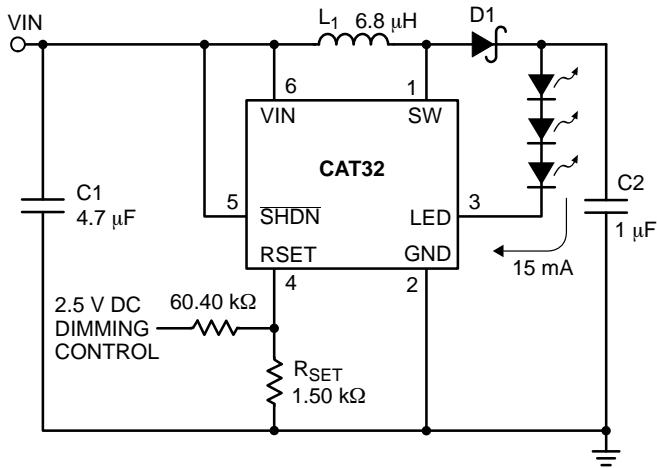 VIN
L1 6.8 μH
D1
6
1
VIN
SW
CAT32
C1
4.7 μF
5
SHDN
LED
3
C2
1 μF
RSET
GND
15 mA
4
2
2.5 V DC
DIMMING
CONTROL
60.40 kΩ
RSET
1.50 kΩ